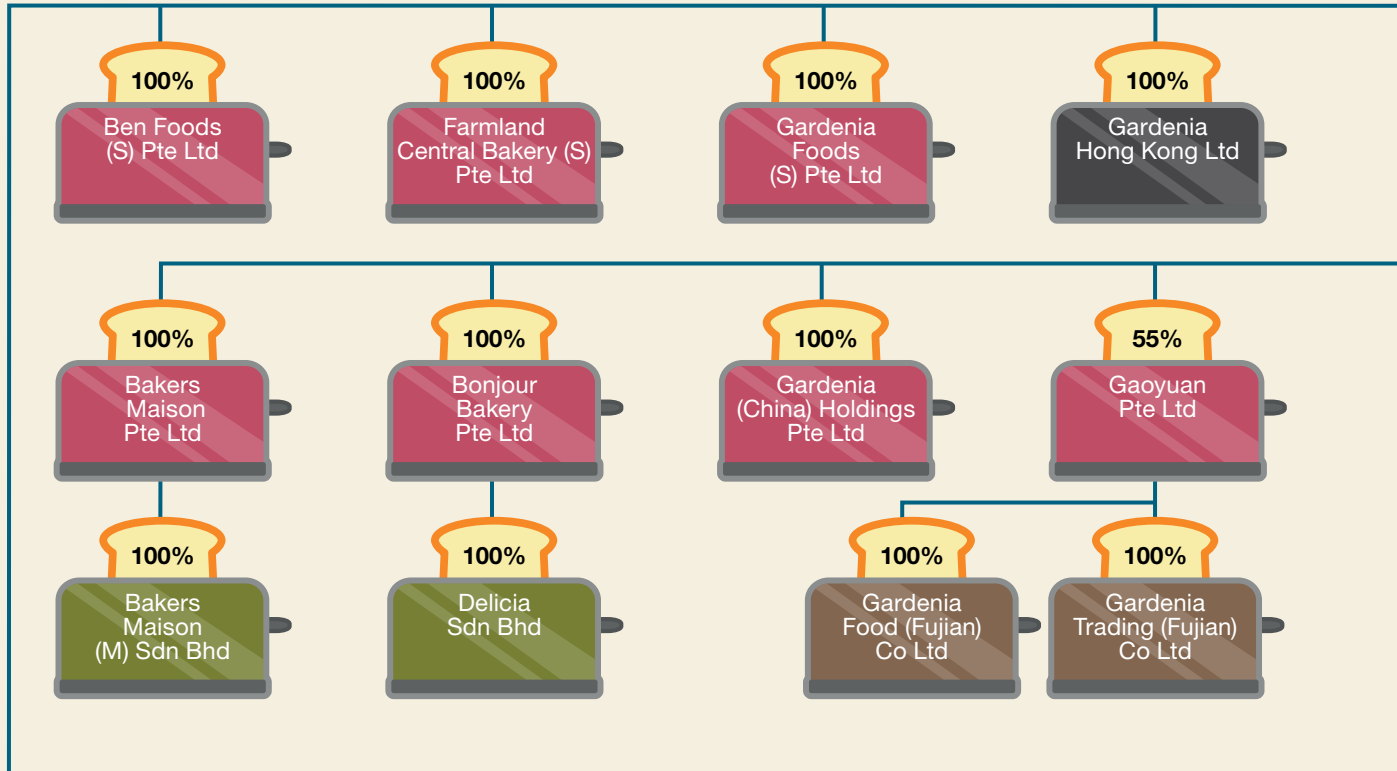 100%
Ben Foods
(S) Pte Ltd
100%
Farmland
Central Bakery (S)
Pte Ltd
100%
Gardenia
Foods
(S) Pte Ltd
100%
Gardenia
Hong Kong Ltd
100%
Bakers
Maison
Pte Ltd
100%
Bonjour
Bakery
Pte Ltd
100%
Gardenia
(China) Holdings
Pte Ltd
55%
Gaoyuan
Pte Ltd
100%
Bakers
Maison
(M) Sdn Bhd
100%
Delicia
Sdn Bhd
100%
Gardenia
Food (Fujian)
Co Ltd
100%
Gardenia
Trading (Fujian)
Co Ltd